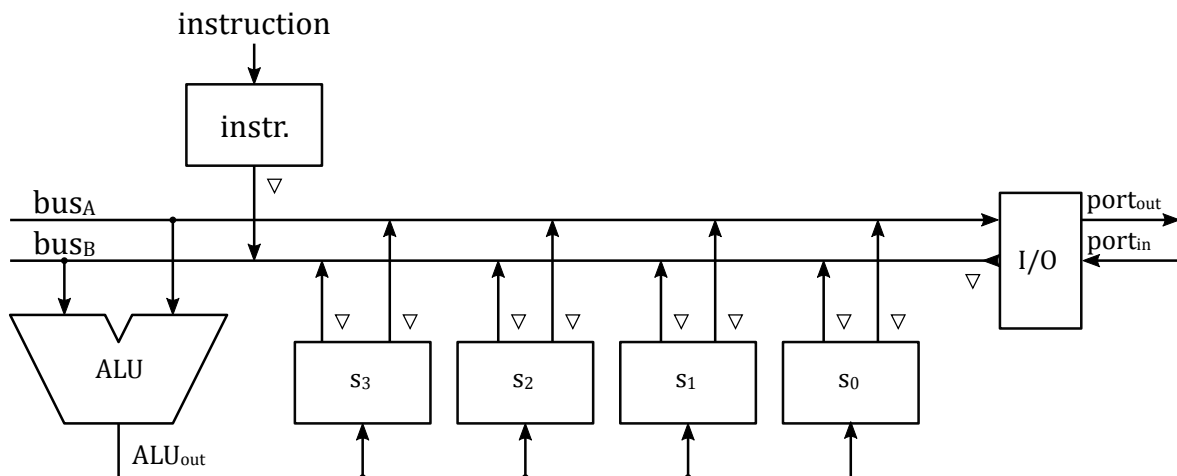 instruction
instr.
busA
portout
busB
portin
I/O
ALU
s3
s2
s1
s0
ALUout